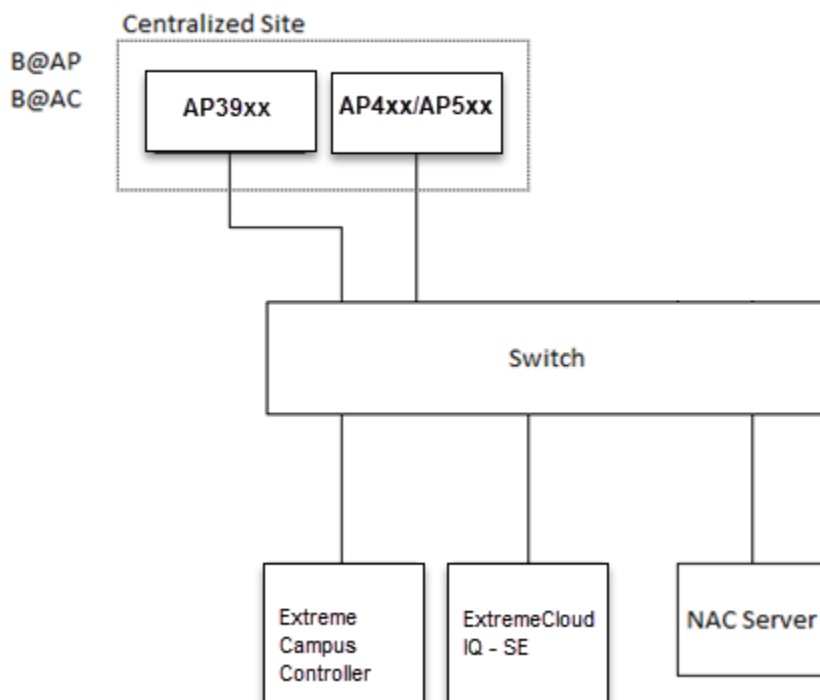 Centralized Site
B@AP
B@AC
AP39xx
AP4xx/AP5xx
Switch
Extreme
Campus
Controller
ExtremeCloud
IQ - SE
NAC Server